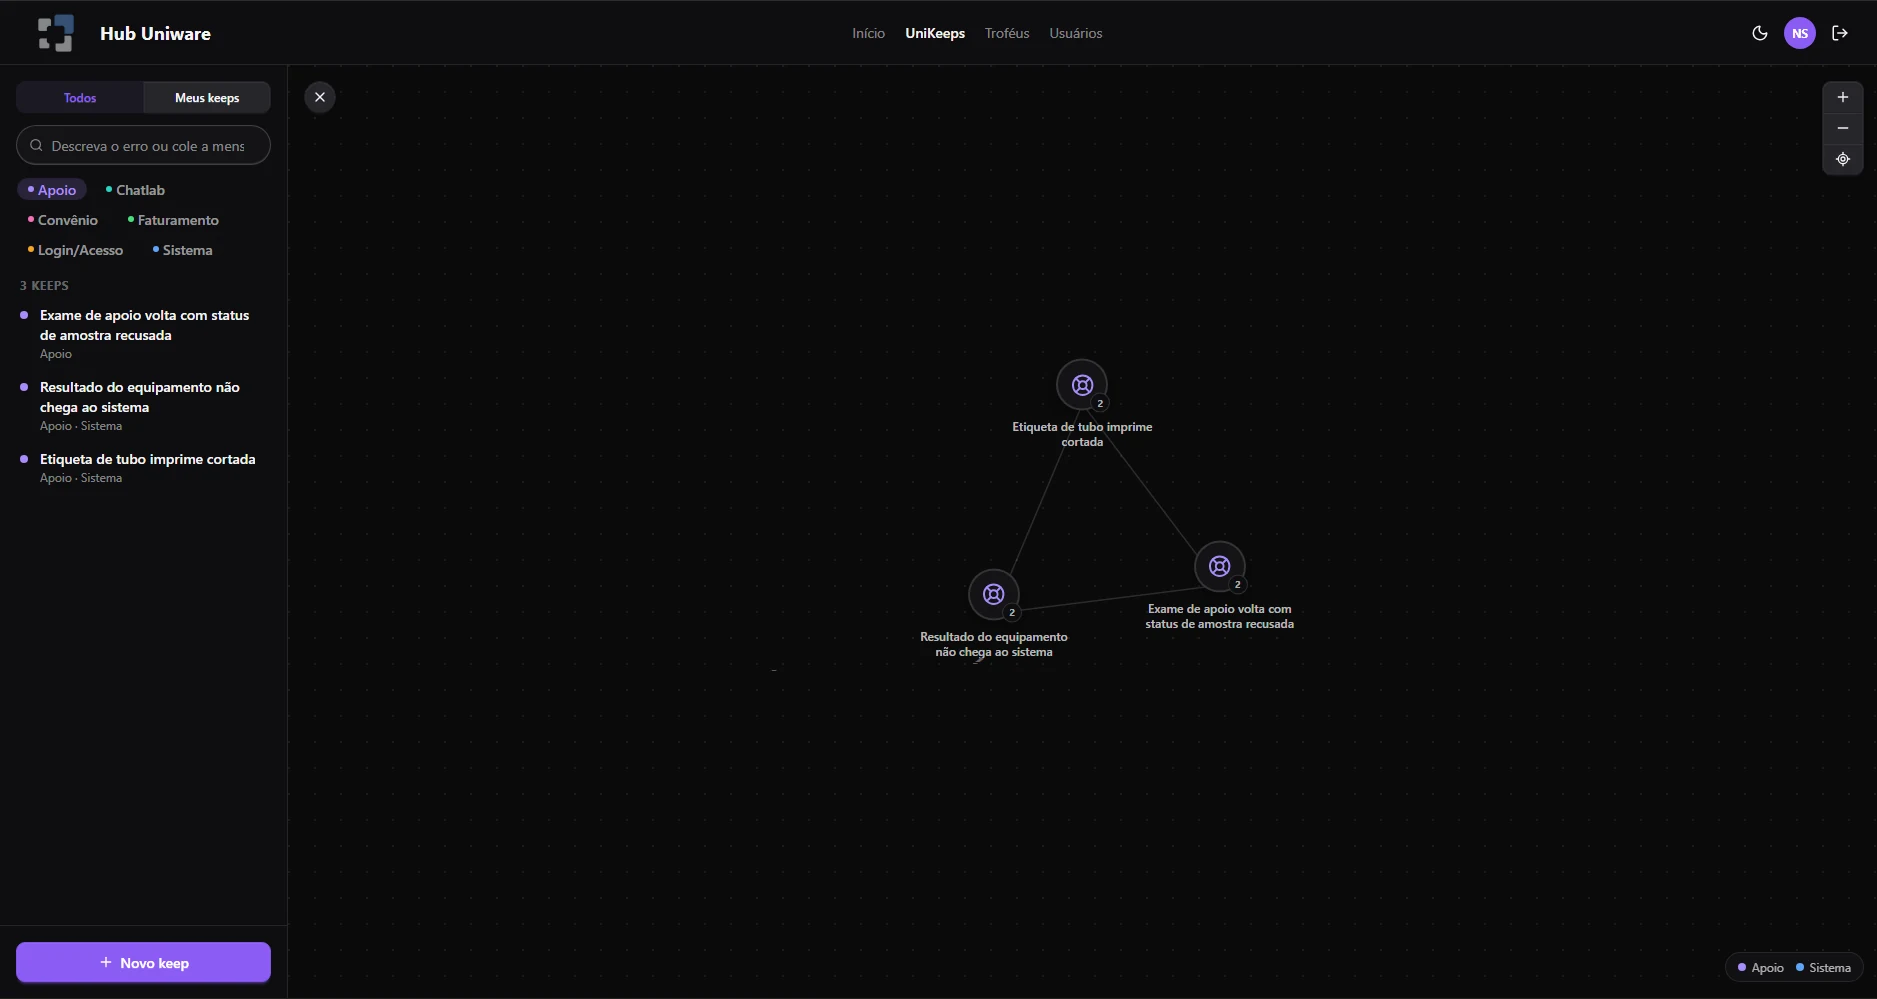 Hub Uniware
Início
UniKeeps
Troféus
Usuários
NS
Todos
Meus keeps
Descreva o erro ou cole a mens
Apoio
Chatlab
Convênio
Faturamento
Login/Acesso
Sistema
3 KEEPS
Exame de apoio volta com status
de amostra recusada
Apoio
Resultado do equipamento não
chega ao sistema
Apoio · Sistema
Etiqueta de tubo imprime cortada
Apoio · Sistema
Novo keep
2
Etiqueta de tubo imprime
cortada
2
Exame de apoio volta com
status de amostra recusada
2
Resultado do equipamento
não chega ao sistema
Apoio
Sistema